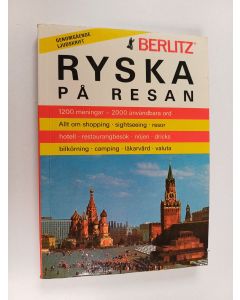 GENOMGÅENDE
LJUDSKRIFT
BERLITZ
RYSKA
PÅ RESAN
1200 meningar - 2000 användbara ord
Allt om shopping · sightseeing · resor
hotell · restaurangbesök · nöjen · dricks
bilkörning · camping · läkarvård · valuta